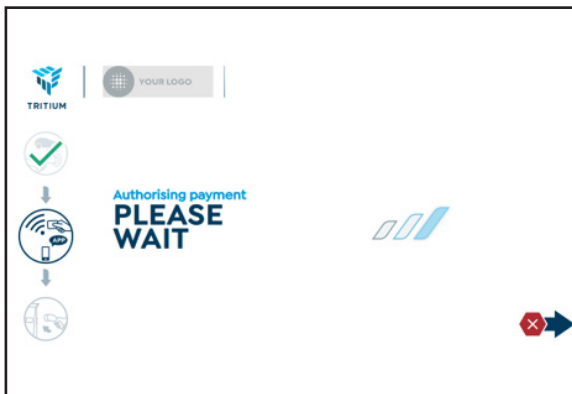 TRITIUM
YOUR LOGO
Authorising payment
PLEASE
WAIT
APP